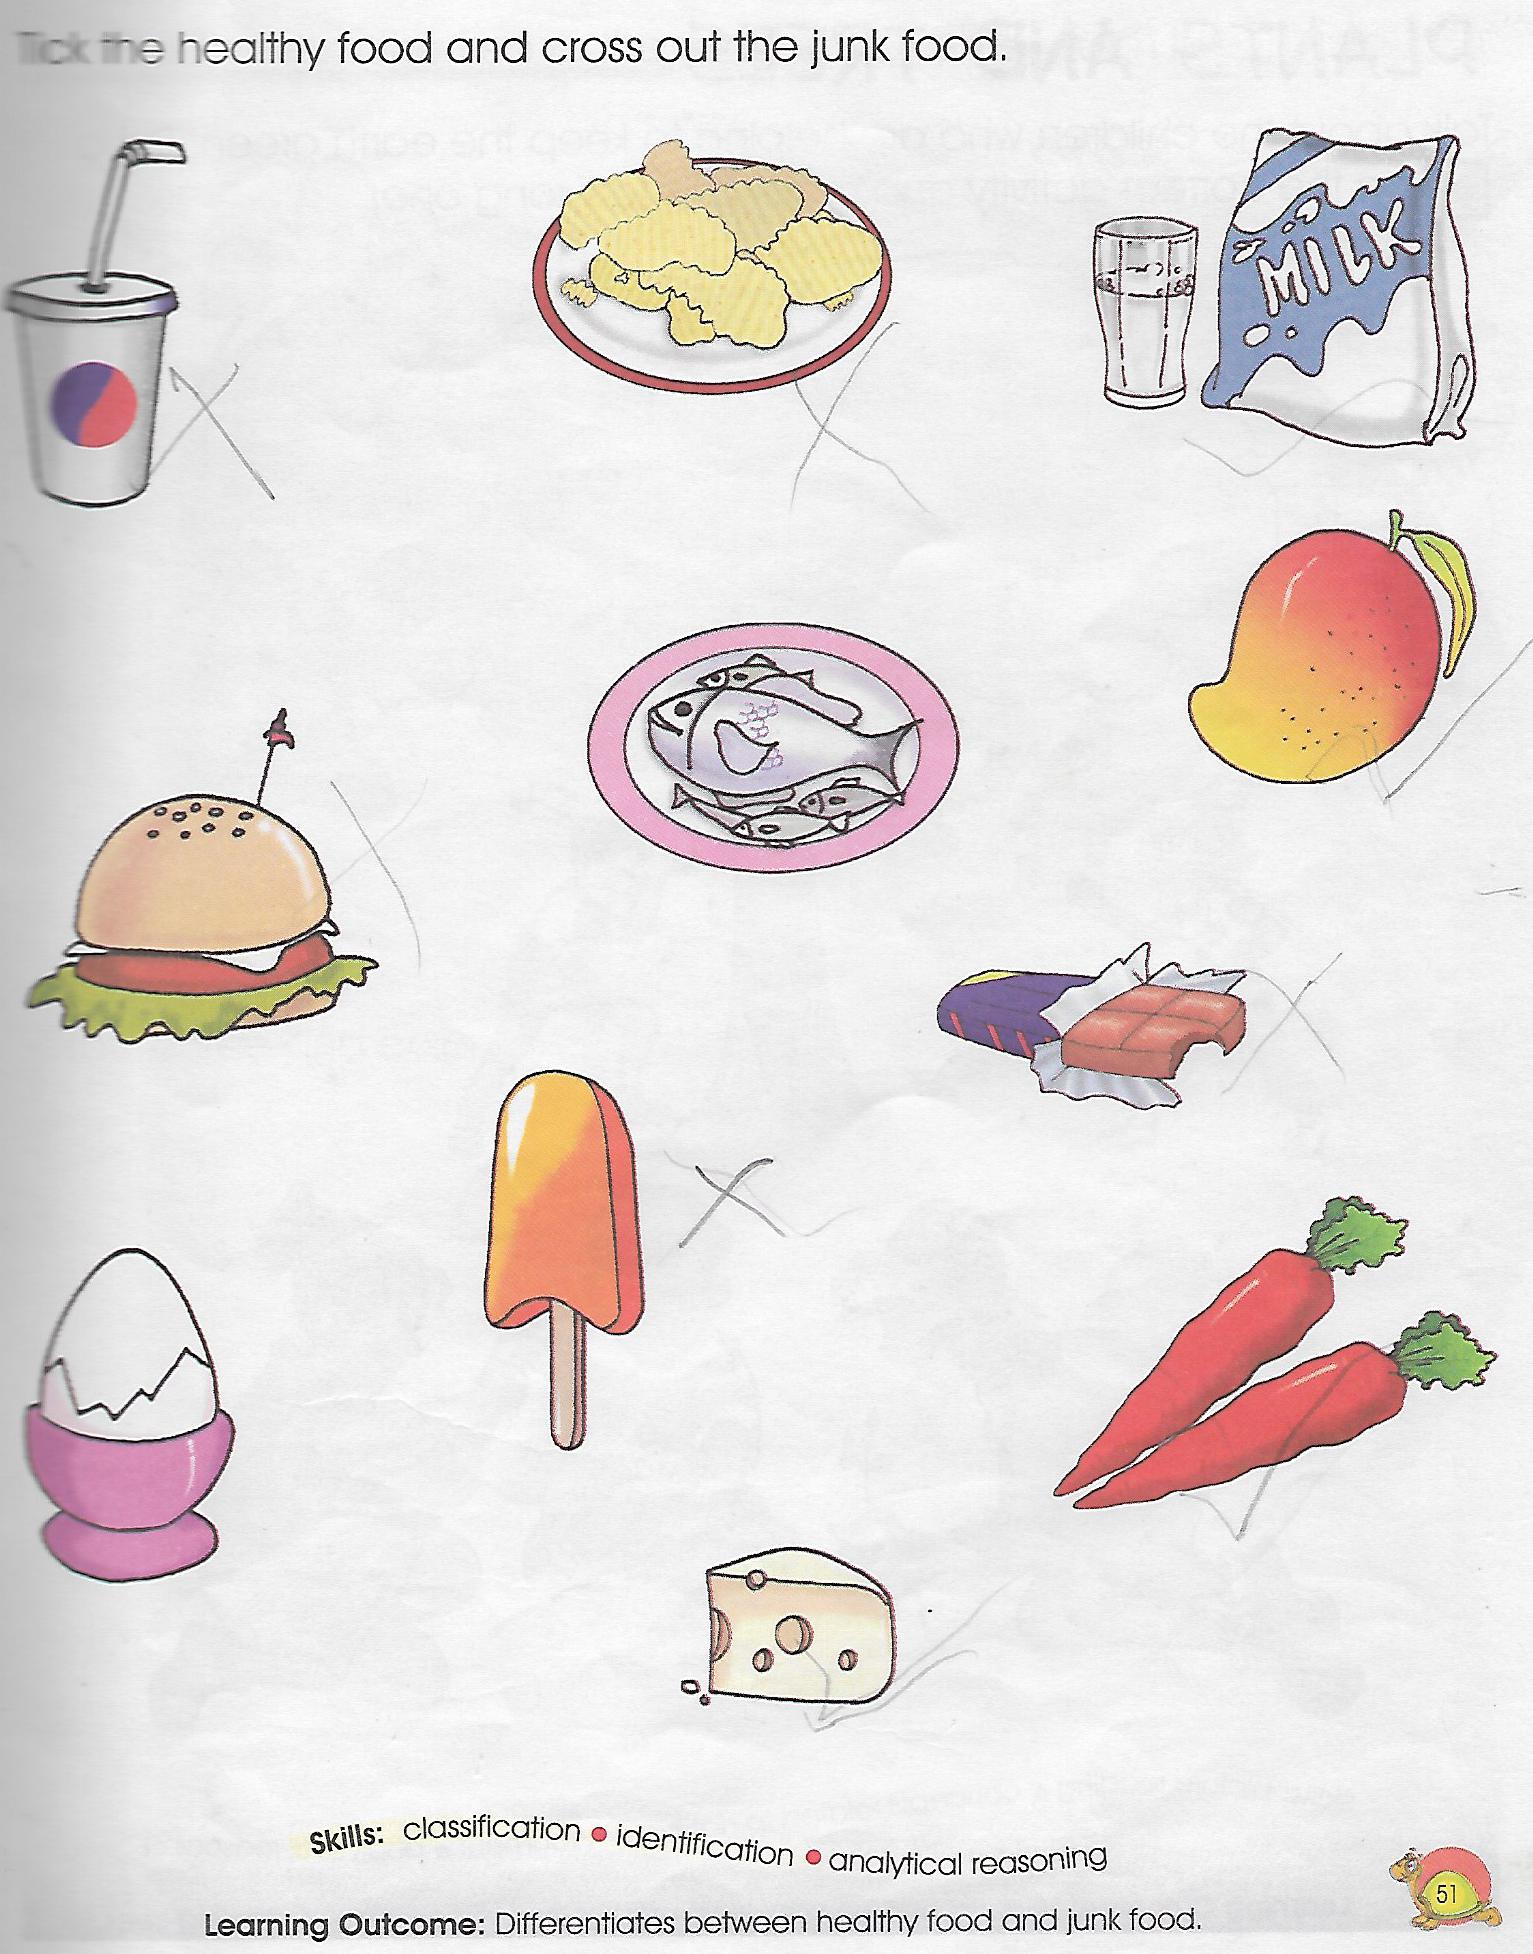 Tick the healthy food and cross out the junk food.
MILK
Skills: classification • identification • analytical reasoning
51
Learning Outcome: Differentiates between healthy food and junk food.